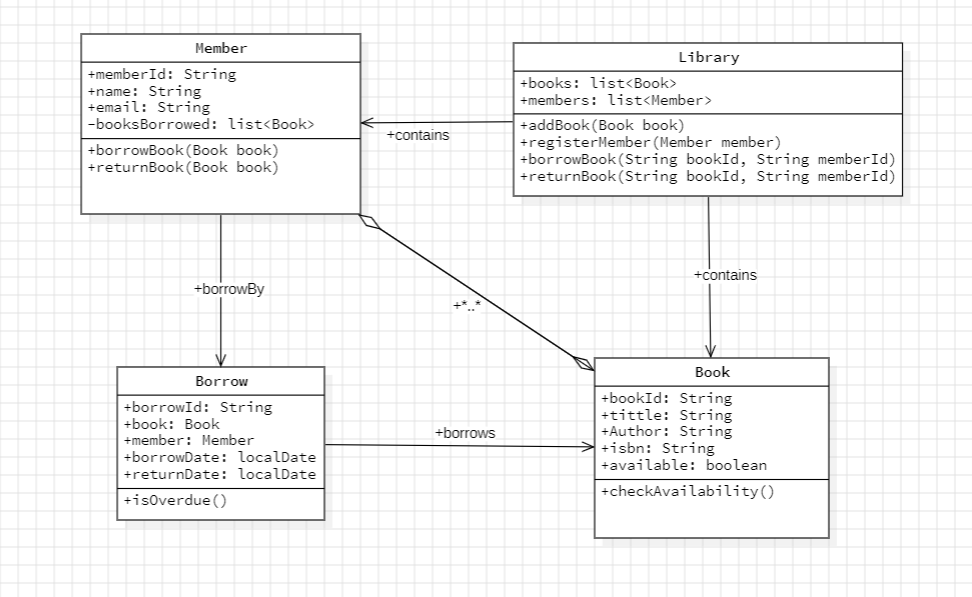 Member
+memberId: String
+name: String
+email: String
-booksBorrowed: list<Book>
+borrowBook(Book book)
+returnBook(Book book)
Library
+books: list<Book>
+members: list<Member>
+addBook(Book book)
+registerMember(Member member)
+borrowBook(String bookId, String memberId)
+returnBook(String bookId, String memberId)
+contains
+borrowBy
+*..*
+contains
Borrow
+borrowId: String
+book: Book
+member: Member
+borrowDate: localDate
+returnDate: localDate
+isOverdue()
+borrows
Book
+bookId: String
+tittle: String
+Author: String
+isbn: String
+available: boolean
+checkAvailability()